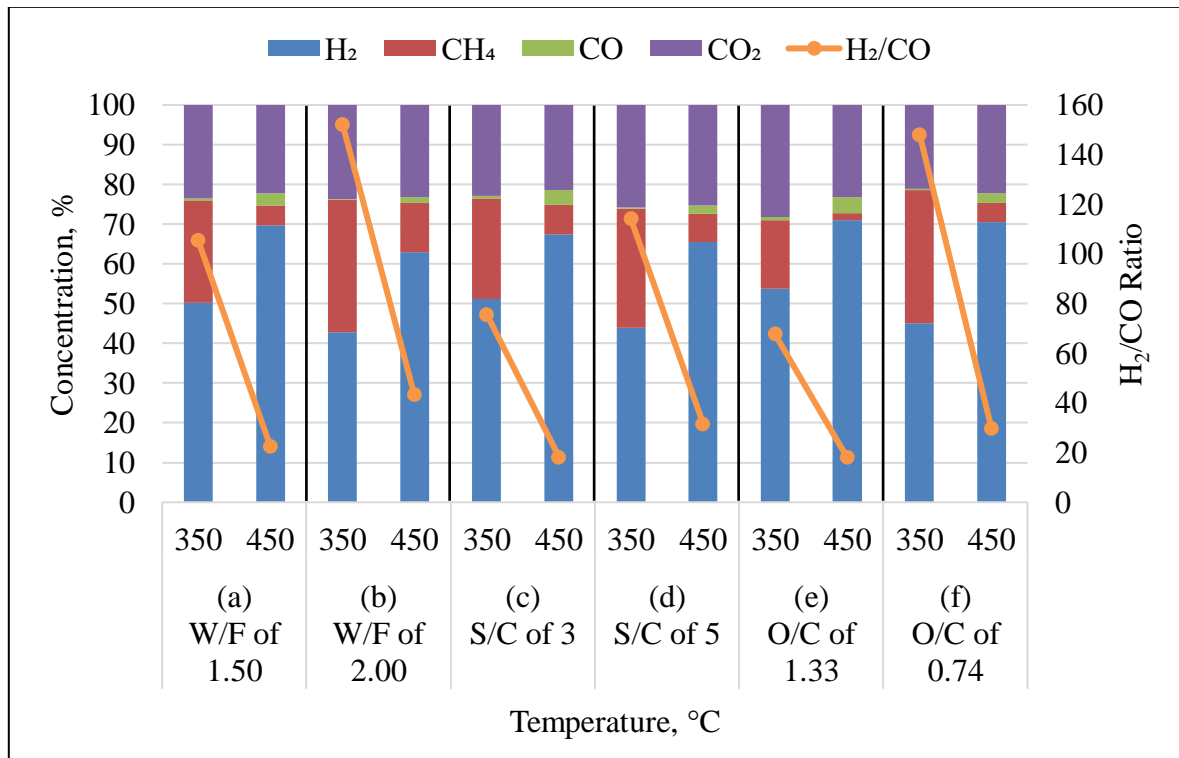 H₂ CH₄ CO CO₂ H₂/CO
100 160
90 140
80 120
70 100
60 80
50 60
40 40
30 20
20 0
10
0
Concentration, %
H₂/CO Ratio
350 450 350 450 350 450 350 450 350 450 350 450
(a) (b) (c) (d) (e) (f)
W/F of W/F of S/C of 3 S/C of 5 O/C of O/C of
1.50 2.00 1.33 0.74
Temperature, °C